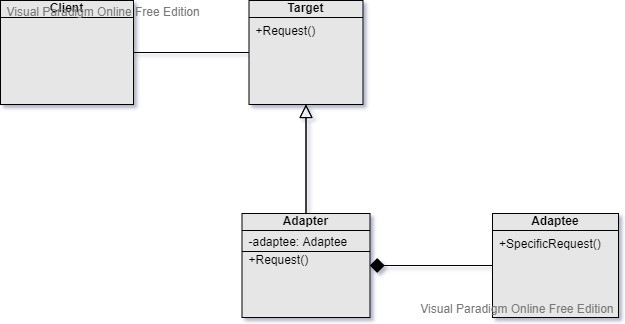 Client
Visual Paradigm Online Free Edition
Target
+Request()
Adapter
-adaptee: Adaptee
+Request()
Adaptee
+SpecificRequest()
Visual Paradigm Online Free Edition